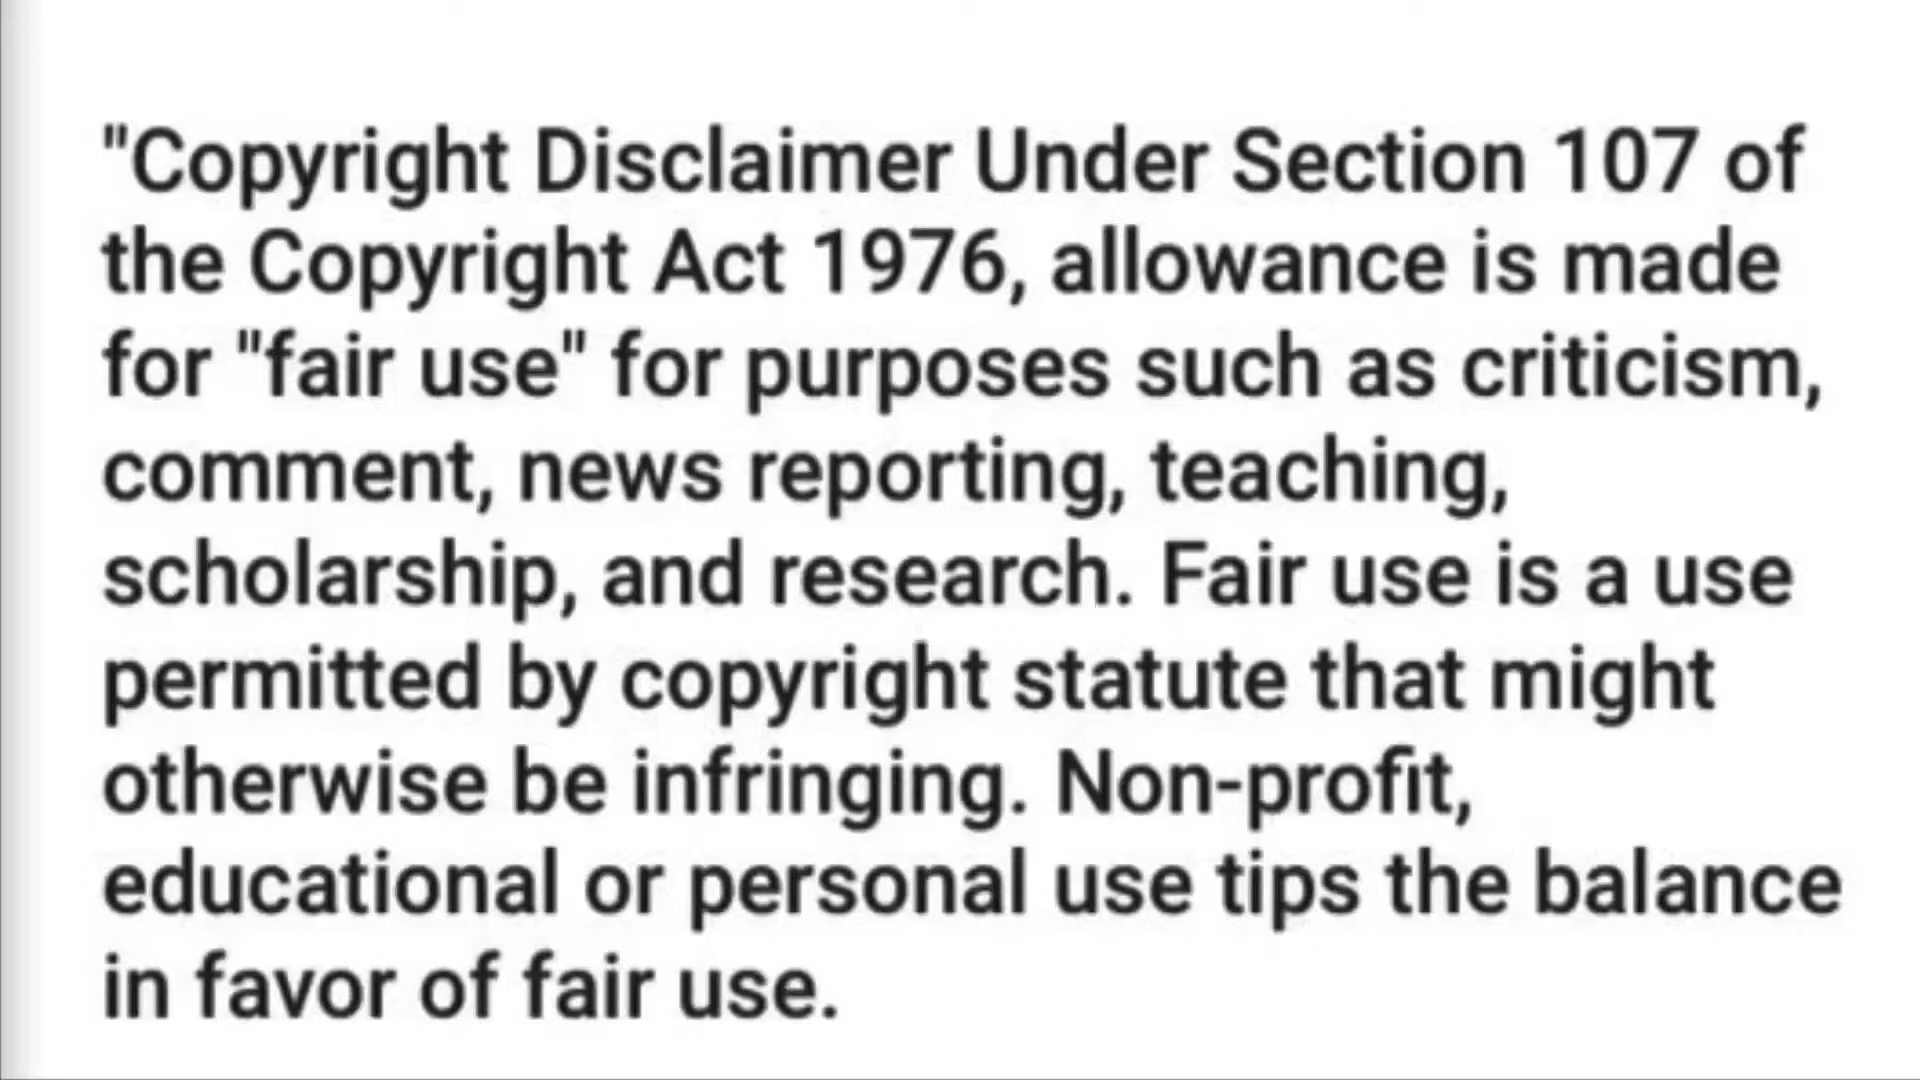 "Copyright Disclaimer Under Section 107 of
the Copyright Act 1976, allowance is made
for "fair use" for purposes such as criticism,
comment, news reporting, teaching,
scholarship, and research. Fair use is a use
permitted by copyright statute that might
otherwise be infringing. Non-profit,
educational or personal use tips the balance
in favor of fair use.